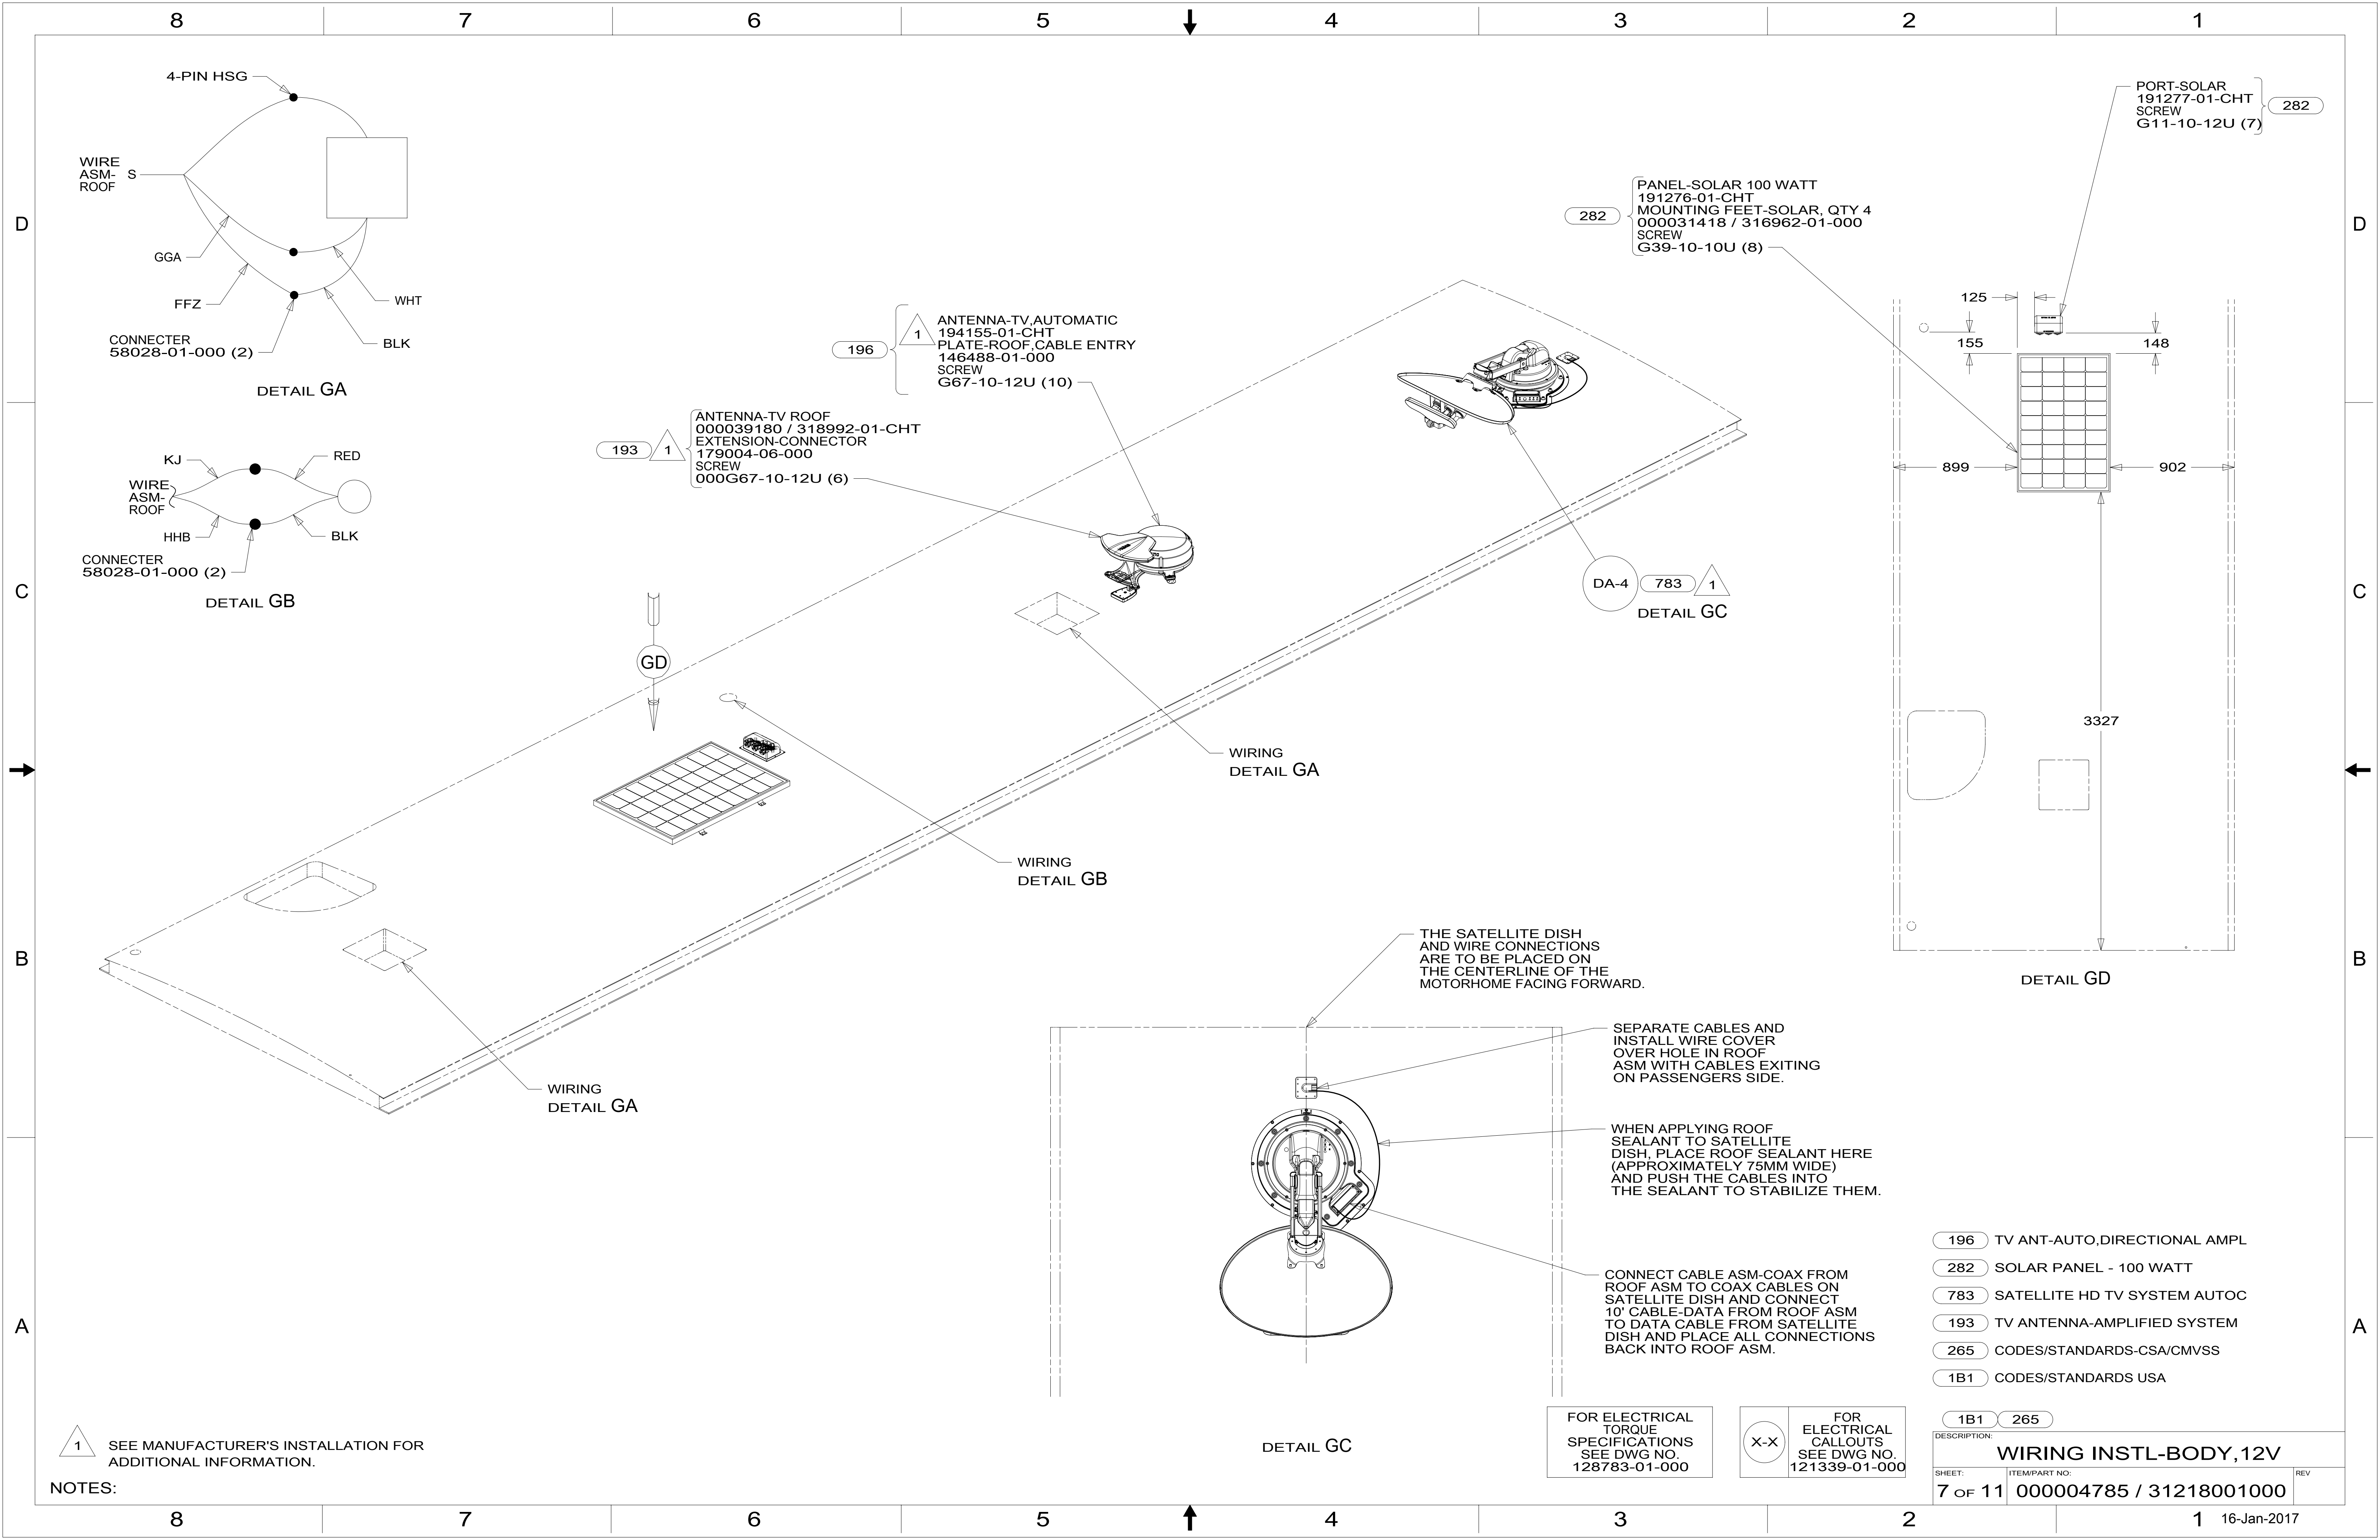 8 7 6 5 4 3 2 1
D
C
B
A
D
C
B
A
4-PIN HSG
WIRE
ASM- S
ROOF
GGA
FFZ
WHT
BLK
CONNECTER
58028-01-000 (2)
DETAIL GA
KJ
RED
WIRE
ASM-
ROOF
HHB
BLK
CONNECTER
58028-01-000 (2)
DETAIL GB
196
1
ANTENNA-TV,AUTOMATIC
194155-01-CHT
PLATE-ROOF,CABLE ENTRY
146488-01-000
SCREW
G67-10-12U (10)
193
1
ANTENNA-TV ROOF
000039180 / 318992-01-CHT
EXTENSION-CONNECTOR
179004-06-000
SCREW
000G67-10-12U (6)
GD
WIRING
DETAIL GA
WIRING
DETAIL GB
WIRING
DETAIL GA
DA-4
783
1
DETAIL GC
282
PANEL-SOLAR 100 WATT
191276-01-CHT
MOUNTING FEET-SOLAR, QTY 4
000031418 / 316962-01-000
SCREW
G39-10-10U (8)
PORT-SOLAR
191277-01-CHT
SCREW
G11-10-12U (7)
282
125
155
148
899
902
3327
DETAIL GD
THE SATELLITE DISH
AND WIRE CONNECTIONS
ARE TO BE PLACED ON
THE CENTERLINE OF THE
MOTORHOME FACING FORWARD.
SEPARATE CABLES AND
INSTALL WIRE COVER
OVER HOLE IN ROOF
ASM WITH CABLES EXITING
ON PASSENGERS SIDE.
WHEN APPLYING ROOF
SEALANT TO SATELLITE
DISH, PLACE ROOF SEALANT HERE
(APPROXIMATELY 75MM WIDE)
AND PUSH THE CABLES INTO
THE SEALANT TO STABILIZE THEM.
CONNECT CABLE ASM-COAX FROM
ROOF ASM TO COAX CABLES ON
SATELLITE DISH AND CONNECT
10' CABLE-DATA FROM ROOF ASM
TO DATA CABLE FROM SATELLITE
DISH AND PLACE ALL CONNECTIONS
BACK INTO ROOF ASM.
DETAIL GC
196 TV ANT-AUTO,DIRECTIONAL AMPL
282 SOLAR PANEL - 100 WATT
783 SATELLITE HD TV SYSTEM AUTOC
193 TV ANTENNA-AMPLIFIED SYSTEM
265 CODES/STANDARDS-CSA/CMVSS
1B1 CODES/STANDARDS USA
1B1 265
1 SEE MANUFACTURER'S INSTALLATION FOR
ADDITIONAL INFORMATION.
NOTES:
FOR ELECTRICAL
TORQUE
SPECIFICATIONS
SEE DWG NO.
128783-01-000
X-X
FOR
ELECTRICAL
CALLOUTS
SEE DWG NO.
121339-01-000
DESCRIPTION:
WIRING INSTL-BODY,12V
SHEET:
7 OF 11
ITEM/PART NO:
000004785 / 31218001000
REV
8 7 6 5 4 3 2 1
16-Jan-2017